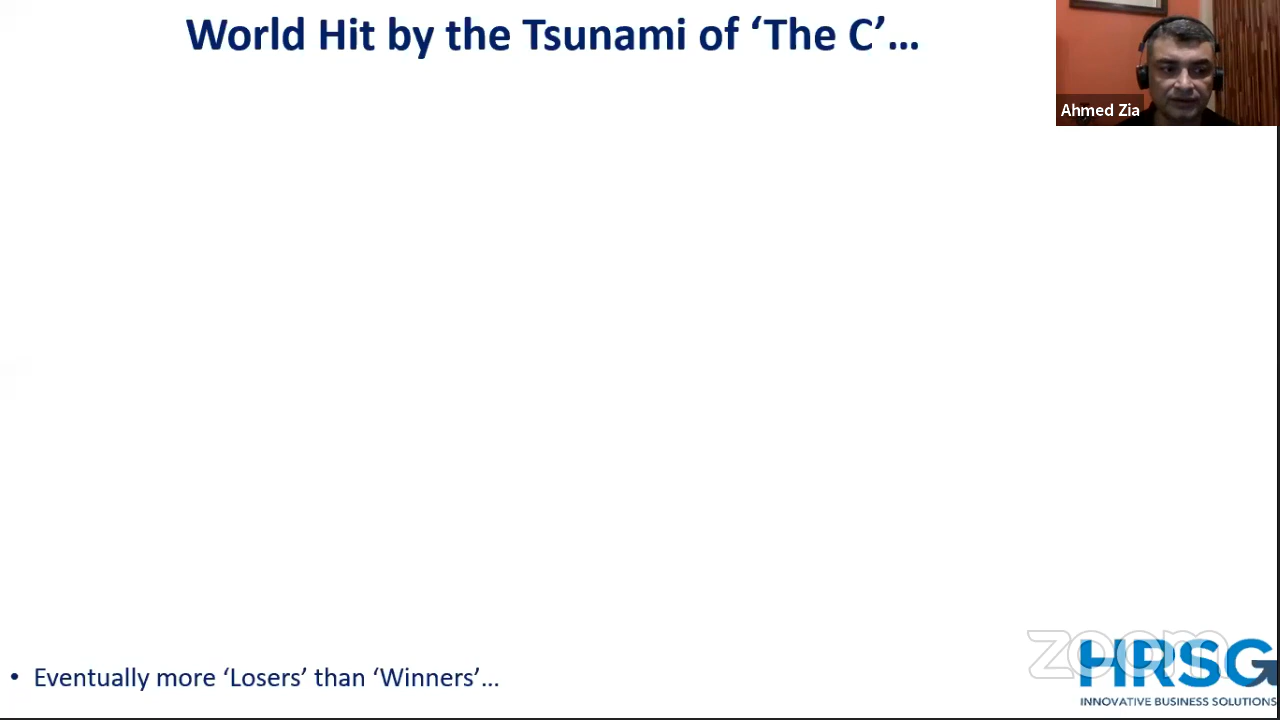 World Hit by the Tsunami of ‘The C’…
Ahmed Zia
• Eventually more ‘Losers’ than ‘Winners’…
zoom
HRSG
INNOVATIVE BUSINESS SOLUTIONS